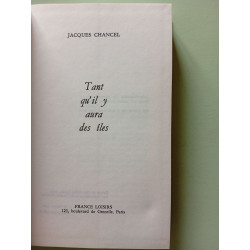 JACQUES CHANCEL
Tant
qu'il y
aura
des îles
FRANCE LOISIRS
123, boulevard de Grenelle, Paris